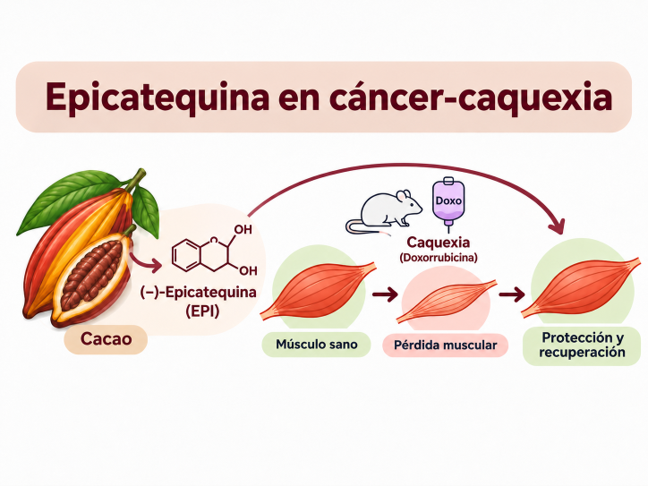 Epicatequina en cáncer-caquexia
Doxo
Caquexia
(Doxorrubicina)
O
OH
OH
(−)-Epicatequina
(EPI)
Cacao
Músculo sano
Pérdida muscular
Protección y
recuperación